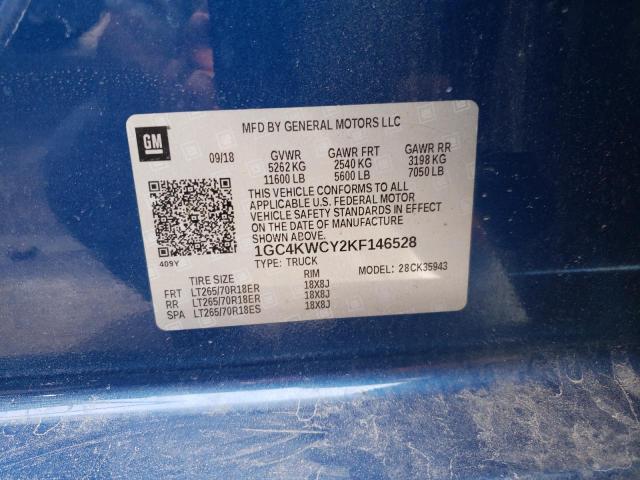 GM
MFD BY GENERAL MOTORS LLC
09/18 GVWR GAWR FRT GAWR RR
5262 KG 2540 KG 3198 KG
11600 LB 5600 LB 7050 LB
THIS VEHICLE CONFORMS TO ALL
APPLICABLE U.S. FEDERAL MOTOR
VEHICLE SAFETY STANDARDS IN EFFECT
ON THE DATE OF MANUFACTURE
SHOWN ABOVE.
1GC4KWCY2KF146528
409Y TYPE: TRUCK MODEL: 28CK35943
TIRE SIZE RIM
FRT LT265/70R18ER 18X8J
RR LT265/70R18ER 18X8J
SPA LT265/70R18ES 18X8J